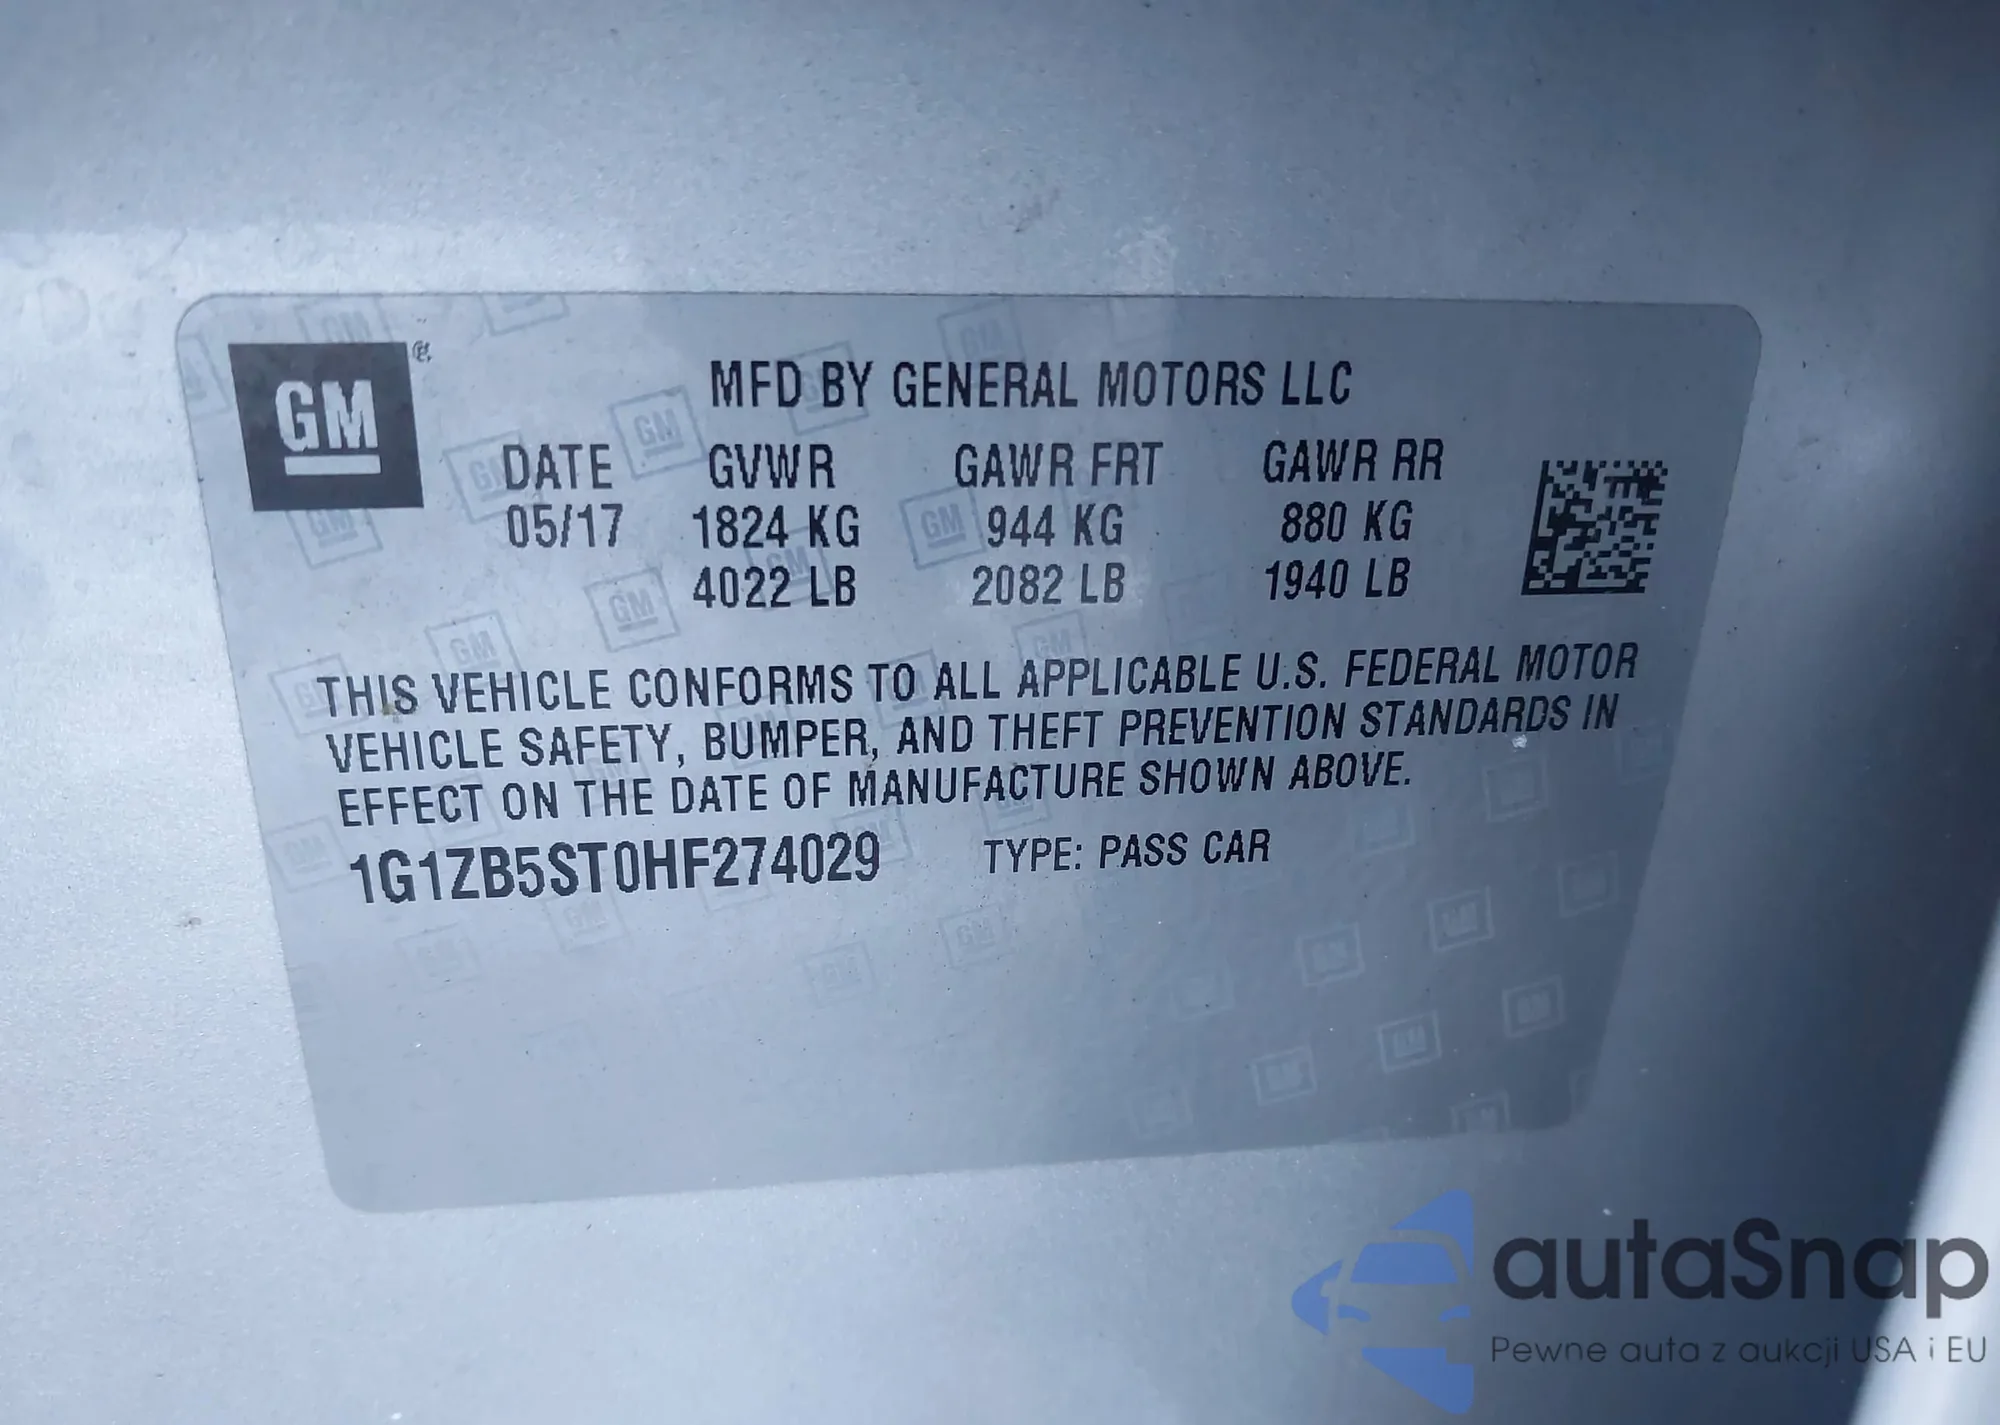 GM
MFD BY GENERAL MOTORS LLC
DATE GVWR GAWR FRT GAWR RR
05/17 1824 KG 944 KG 880 KG
4022 LB 2082 LB 1940 LB
THIS VEHICLE CONFORMS TO ALL APPLICABLE U.S. FEDERAL MOTOR
VEHICLE SAFETY, BUMPER, AND THEFT PREVENTION STANDARDS IN
EFFECT ON THE DATE OF MANUFACTURE SHOWN ABOVE.
1G1ZB5ST0HF274029 TYPE: PASS CAR
autaSnap
Pewne auta z aukcji USA i EU